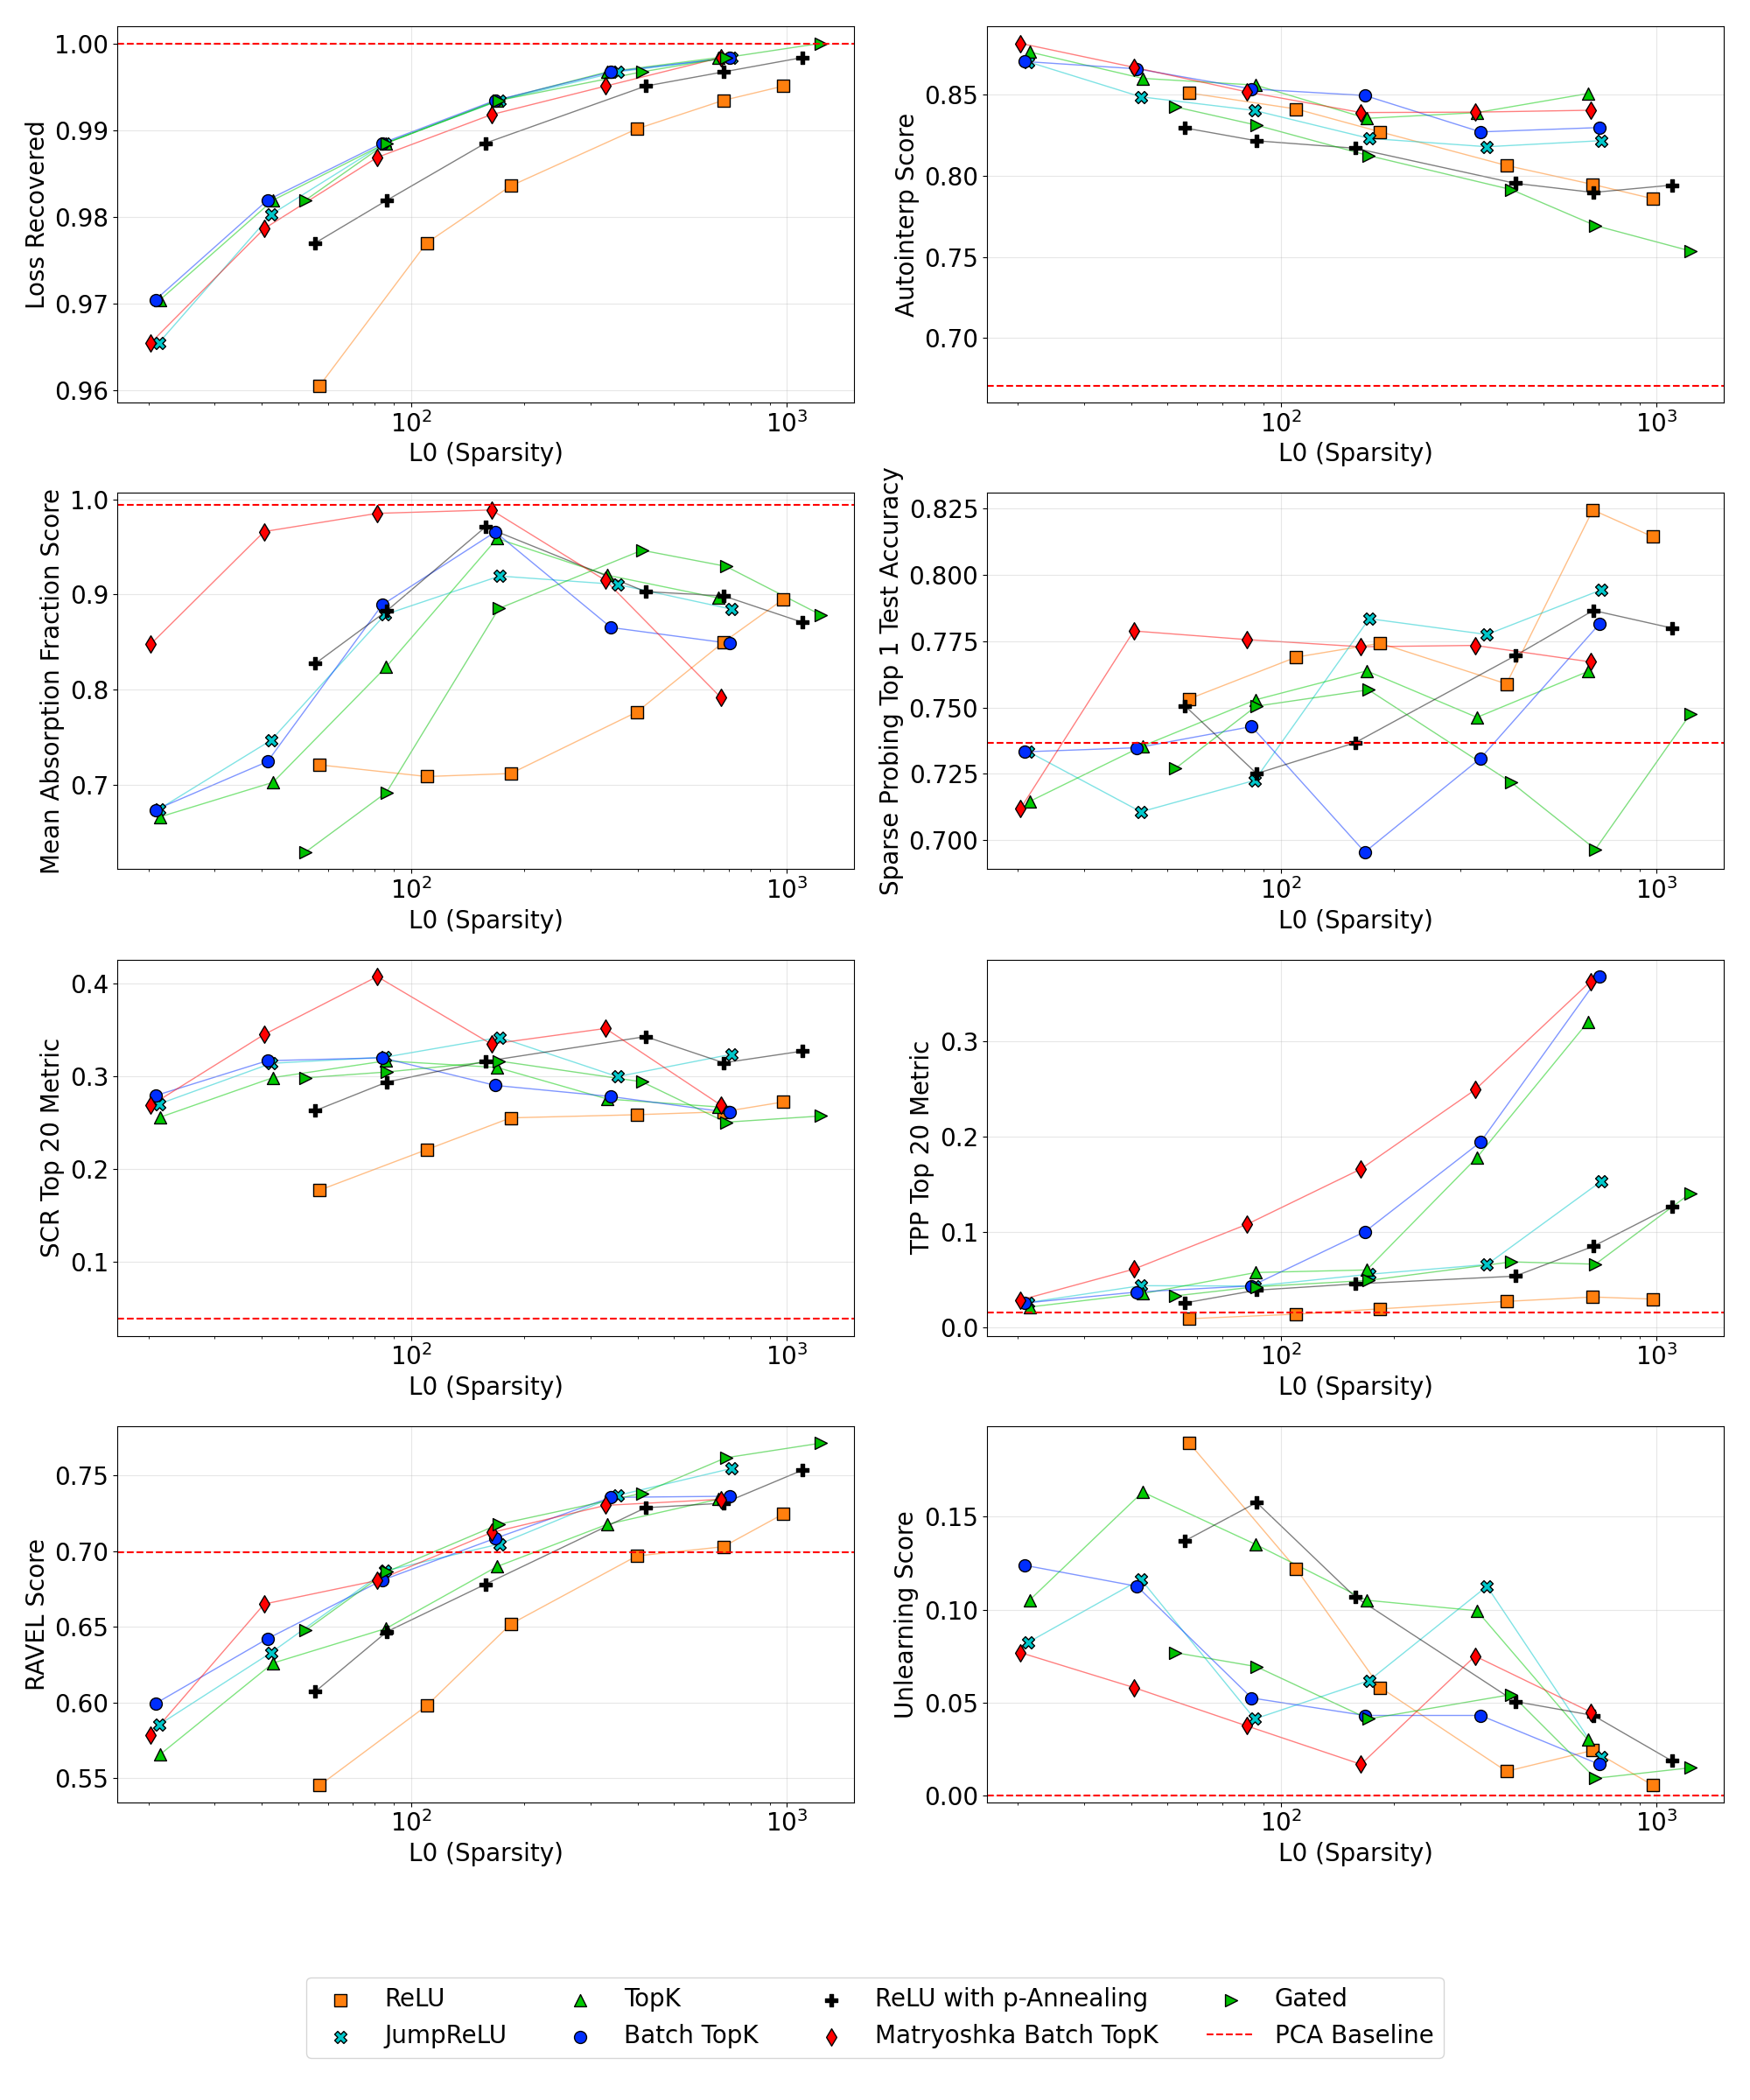 1.00
0.99
0.98
0.97
0.96
Loss Recovered
10²
10³
L0 (Sparsity)
0.85
0.80
0.75
0.70
Autointerp Score
10²
10³
L0 (Sparsity)
1.0
0.9
0.8
0.7
Mean Absorption Fraction Score
10²
10³
L0 (Sparsity)
0.825
0.800
0.775
0.750
0.725
0.700
Sparse Probing Top 1 Test Accuracy
10²
10³
L0 (Sparsity)
0.4
0.3
0.2
0.1
SCR Top 20 Metric
10²
10³
L0 (Sparsity)
0.3
0.2
0.1
0.0
TPP Top 20 Metric
10²
10³
L0 (Sparsity)
0.75
0.70
0.65
0.60
0.55
RAVEL Score
10²
10³
L0 (Sparsity)
0.15
0.10
0.05
0.00
Unlearning Score
10²
10³
L0 (Sparsity)
ReLU
TopK
ReLU with p-Annealing
Gated
JumpReLU
Batch TopK
Matryoshka Batch TopK
PCA Baseline